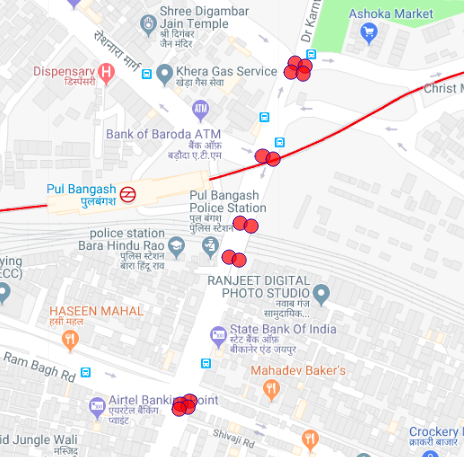 Shree Digambar
Jain Temple
श्री दिगंबर
जैन मंदिर
Ashoka Market
रोशनारा मार्ग
Dispensary
डिस्पेंसरी
Khera Gas Service
खेड़ा गैस सेवा
Christ M
Bank of Baroda ATM
बैंक ऑफ़
बड़ौदा ए.टी.एम
Pul Bangash
पुलबंगश
Pul Bangash
Police Station
पुल बंगश
पुलिस स्टेशन
police station
Bara Hindu Rao
पुलिस स्टेशन
बारा हिंदू राव
ying
ECC)
RANJEET DIGITAL
PHOTO STUDIO
नवाब गंज
सामुदायिक...
HASEEN MAHAL
हसी महल
State Bank Of India
स्टेट बैंक ऑफ़
बीकानेर एंड जयपुर
Ram Bagh Rd
Mahadev Baker's
Airtel Banking Point
एयरटेल बैंकिंग
प्वाइंट
Shivaji Rd
id Jungle Wali
मस्जिद
Crockery
क्राकरी बाजार